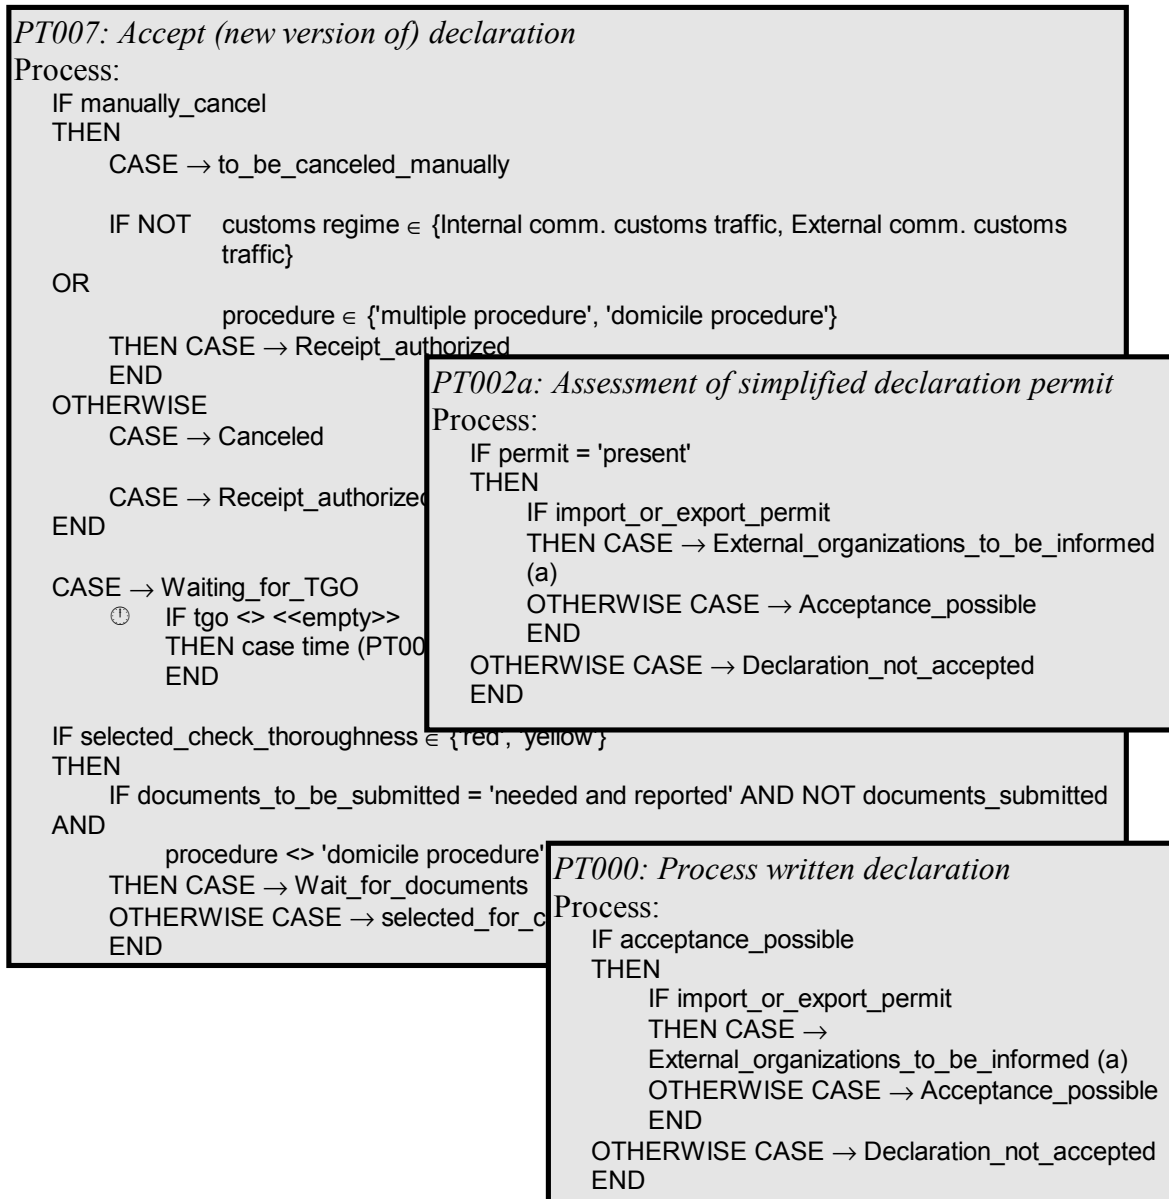 PT007: Accept (new version of) declaration
Process:
IF manually_cancel
THEN
CASE → to_be_canceled_manually
IF NOT customs regime ∈ {Internal comm. customs traffic, External comm. customs
traffic}
OR
procedure ∈ {'multiple procedure', 'domicile procedure'}
THEN CASE → Receipt_authorized
END
OTHERWISE
CASE → Canceled
CASE → Receipt_authorized
END
CASE → Waiting_for_TGO
IF tgo <> <<empty>>
THEN case time (PT00
END
IF selected_check_thoroughness ∈ {'red', 'yellow'}
THEN
IF documents_to_be_submitted = 'needed and reported' AND NOT documents_submitted
AND
procedure <> 'domicile procedure'
THEN CASE → Wait_for_documents
OTHERWISE CASE → selected_for_c
END
PT002a: Assessment of simplified declaration permit
Process:
IF permit = 'present'
THEN
IF import_or_export_permit
THEN CASE → External_organizations_to_be_informed
(a)
OTHERWISE CASE → Acceptance_possible
END
OTHERWISE CASE → Declaration_not_accepted
END
PT000: Process written declaration
Process:
IF acceptance_possible
THEN
IF import_or_export_permit
THEN CASE →
External_organizations_to_be_informed (a)
OTHERWISE CASE → Acceptance_possible
END
OTHERWISE CASE → Declaration_not_accepted
END